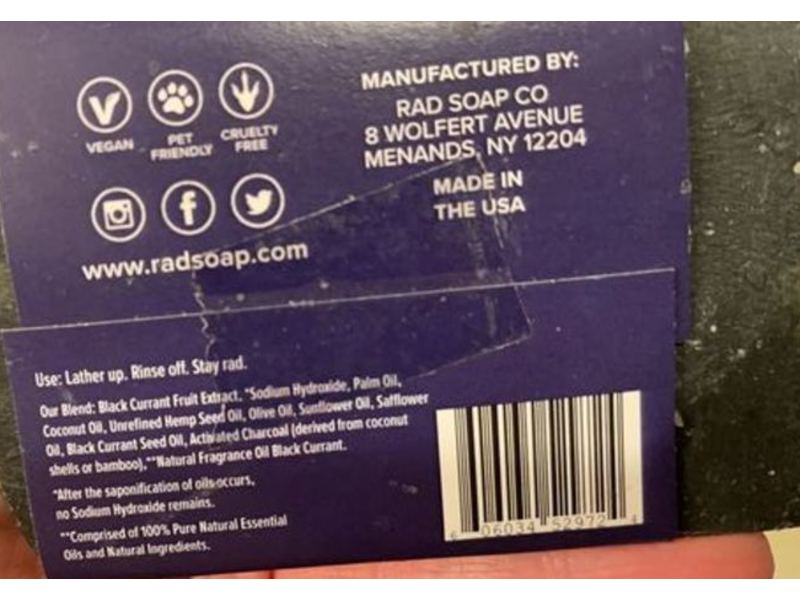 VEGAN
PET FRIENDLY
CRUELTY FREE
www.radsoap.com
MANUFACTURED BY:
RAD SOAP CO
8 WOLFERT AVENUE
MENANDS, NY 12204
MADE IN
THE USA
Use: Lather up. Rinse off. Stay rad.
Our Blend: Black Currant Fruit Extract, *Sodium Hydroxide, Palm Oil,
Coconut Oil, Unrefined Hemp Seed Oil, Olive Oil, Sunflower Oil, Safflower
Oil, Black Currant Seed Oil, Activated Charcoal (derived from coconut
shells or bamboo),**Natural Fragrance Oil Black Currant.
*After the saponification of oils occurs,
no Sodium Hydroxide remains.
**Comprised of 100% Pure Natural Essential
Oils and Natural Ingredients.
6 06034 52972 4